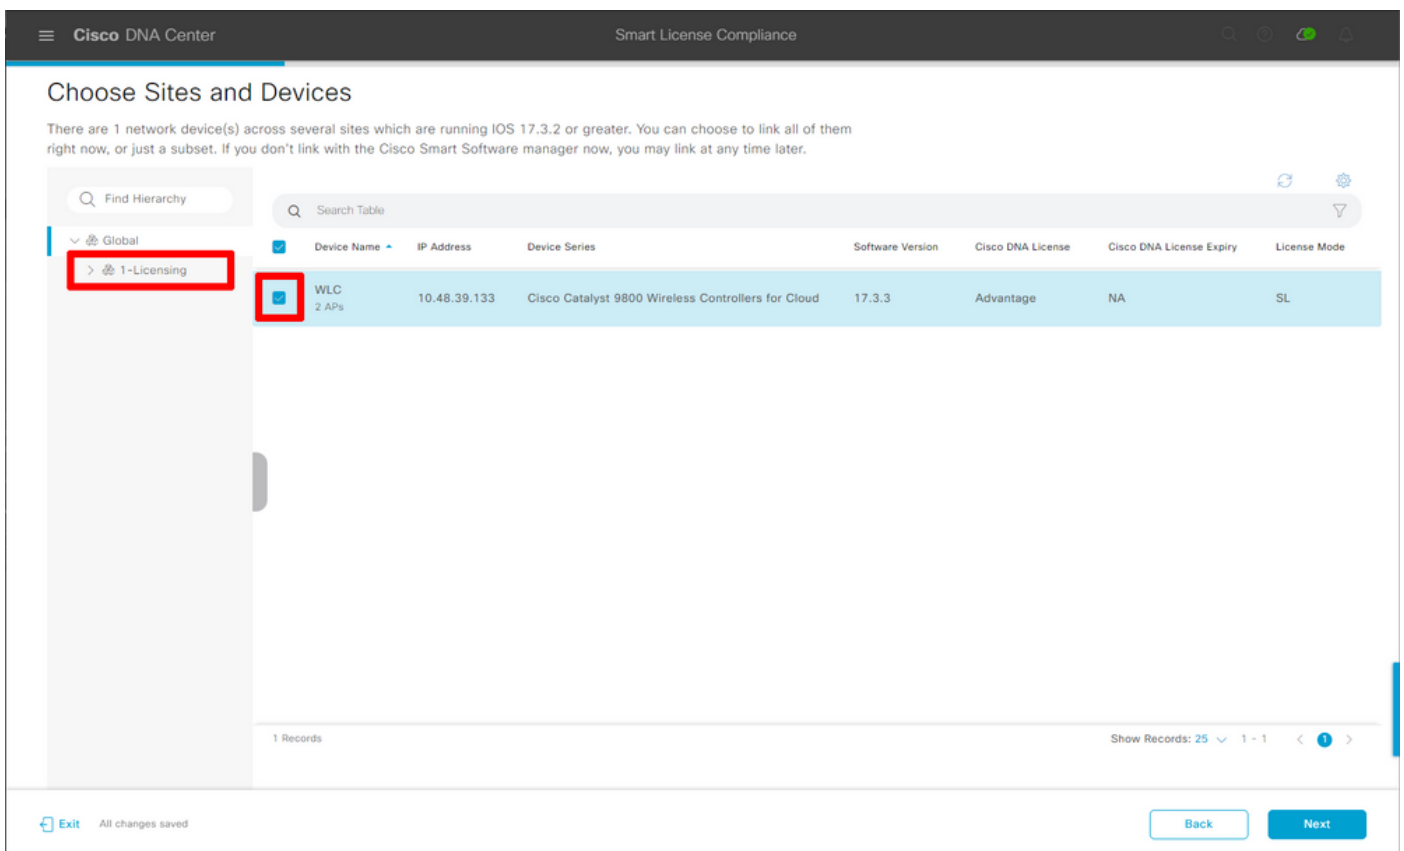 Cisco DNA Center
Smart License Compliance
Choose Sites and Devices
There are 1 network device(s) across several sites which are running IOS 17.3.2 or greater. You can choose to link all of them
right now, or just a subset. If you don't link with the Cisco Smart Software manager now, you may link at any time later.
Find Hierarchy
Search Table
Global
Device Name IP Address Device Series Software Version Cisco DNA License Cisco DNA License Expiry License Mode
1-Licensing
WLC 10.48.39.133 Cisco Catalyst 9800 Wireless Controllers for Cloud 17.3.3 Advantage NA SL
2 APs
1 Records
Show Records: 25 1 - 1 1
Exit All changes saved
Back
Next